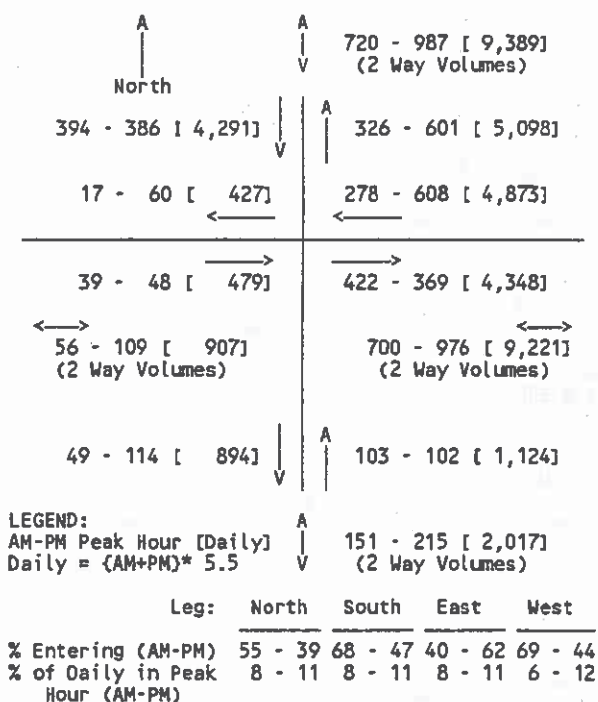 A A
720 - 987 [ 9,389]
V (2 Way Volumes)
North
394 - 386 [ 4,291] V A 326 - 601 [ 5,098]
17 - 60 [ 427] 278 - 608 [ 4,873]
<--- <---
---> --->
39 - 48 [ 479] 422 - 369 [ 4,348]
<---> <--->
56 - 109 [ 907] 700 - 976 [ 9,221]
(2 Way Volumes) (2 Way Volumes)
49 - 114 [ 894] V A 103 - 102 [ 1,124]
LEGEND: A
AM-PM Peak Hour [Daily] 151 - 215 [ 2,017]
Daily = {AM+PM}* 5.5 V (2 Way Volumes)
Leg: North South East West
% Entering (AM-PM) 55 - 39 68 - 47 40 - 62 69 - 44
% of Daily in Peak 8 - 11 8 - 11 8 - 11 6 - 12
Hour (AM-PM)